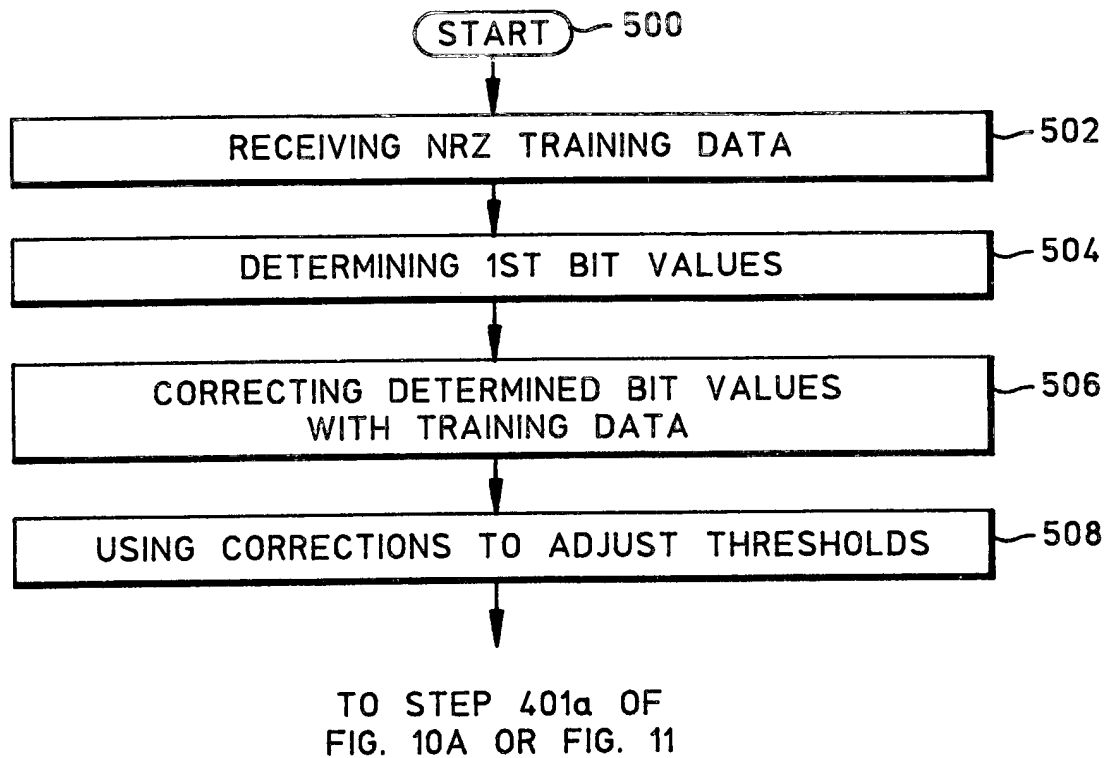 START 500
RECEIVING NRZ TRAINING DATA 502
DETERMINING 1ST BIT VALUES 504
CORRECTING DETERMINED BIT VALUES
WITH TRAINING DATA 506
USING CORRECTIONS TO ADJUST THRESHOLDS 508
TO STEP 401a OF
FIG. 10A OR FIG. 11